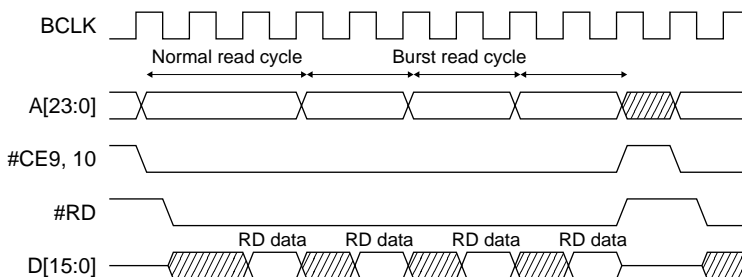 BCLK
Normal read cycle Burst read cycle
A[23:0]
#CE9, 10
#RD
RD data RD data RD data RD data
D[15:0]